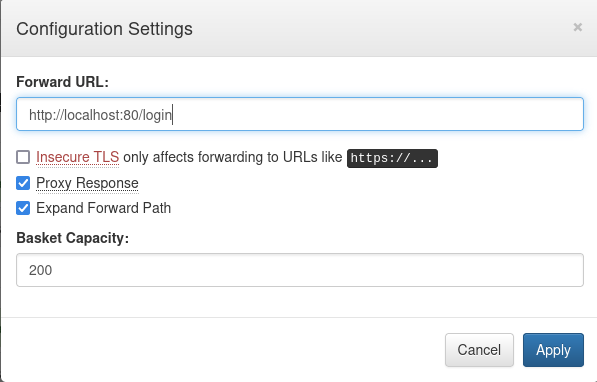 Configuration Settings ×
Forward URL:
http://localhost:80/login
Insecure TLS only affects forwarding to URLs like https://...
Proxy Response
Expand Forward Path
Basket Capacity:
200
Cancel Apply